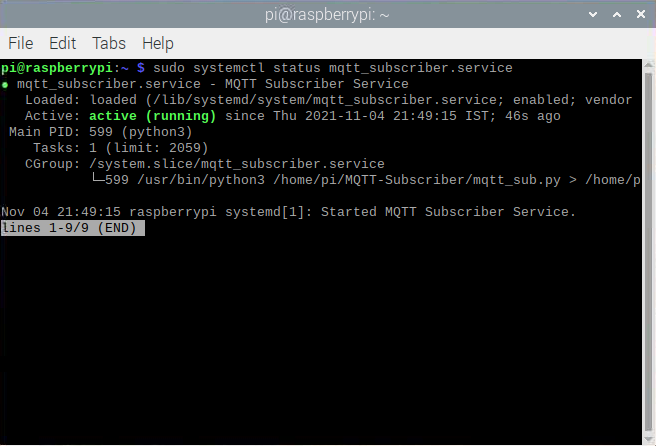 pi@raspberrypi: ~
File Edit Tabs Help
pi@raspberrypi:~ $ sudo systemctl status mqtt_subscriber.service
● mqtt_subscriber.service - MQTT Subscriber Service
Loaded: loaded (/lib/systemd/system/mqtt_subscriber.service; enabled; vendor
Active: active (running) since Thu 2021-11-04 21:49:15 IST; 46s ago
Main PID: 599 (python3)
Tasks: 1 (limit: 2059)
CGroup: /system.slice/mqtt_subscriber.service
└─599 /usr/bin/python3 /home/pi/MQTT-Subscriber/mqtt_sub.py > /home/p
Nov 04 21:49:15 raspberrypi systemd[1]: Started MQTT Subscriber Service.
lines 1-9/9 (END)